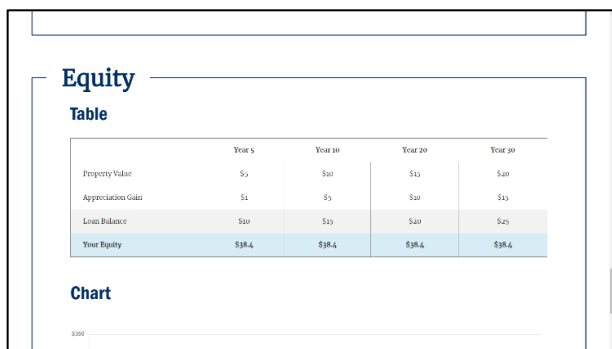 Equity
Table
Year 5 Year 10 Year 20 Year 30
Property Value $5 $10 $15 $20
Appreciation Gain $1 $5 $10 $15
Loan Balance $10 $15 $20 $25
Your Equity $38.4 $38.4 $38.4 $38.4
Chart
$350